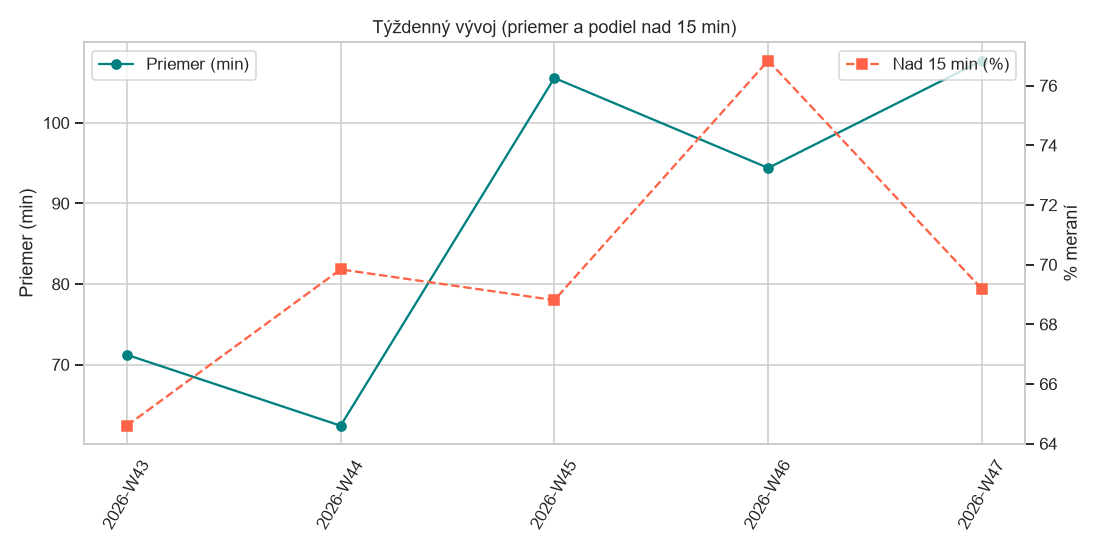 Týždenný vývoj (priemer a podiel nad 15 min)
Priemer (min)
Nad 15 min (%)
Priemer (min)
100
90
80
70
% meraní
76
74
72
70
68
66
64
2026-W43
2026-W44
2026-W45
2026-W46
2026-W47